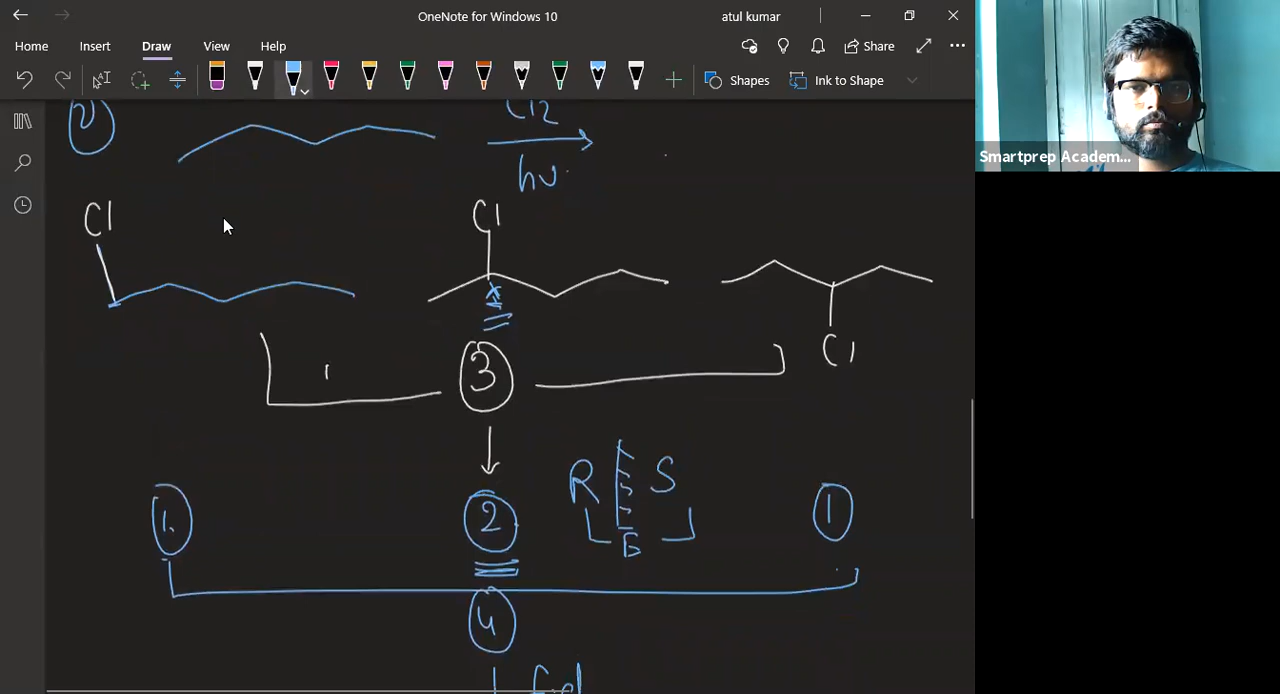 OneNote for Windows 10
atul kumar
Home Insert Draw View Help
Share
Shapes
Ink to Shape
Smartprep Academ...
Cl2
hν
Cl
Cl
Cl
3
R S
E
1.
2
1
4